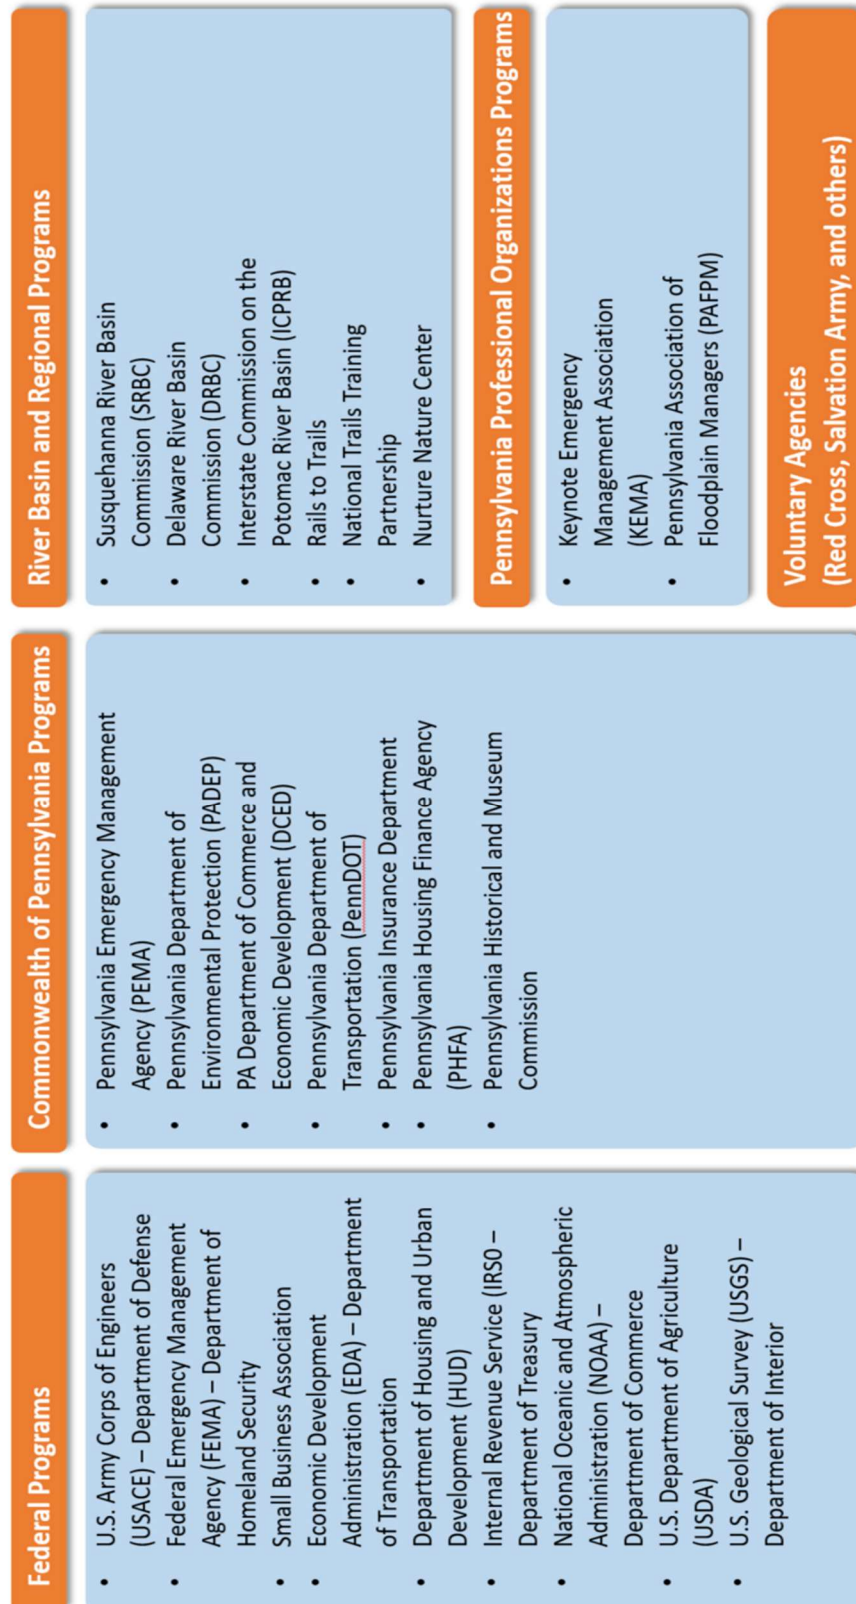 Federal Programs
• U.S. Army Corps of Engineers
(USACE) – Department of Defense
• Federal Emergency Management
Agency (FEMA) – Department of
Homeland Security
• Small Business Association
• Economic Development
Administration (EDA) – Department
of Transportation
• Department of Housing and Urban
Development (HUD)
• Internal Revenue Service (IRS0 –
Department of Treasury
• National Oceanic and Atmospheric
Administration (NOAA) –
Department of Commerce
• U.S. Department of Agriculture
(USDA)
• U.S. Geological Survey (USGS) –
Department of Interior
Commonwealth of Pennsylvania Programs
• Pennsylvania Emergency Management
Agency (PEMA)
• Pennsylvania Department of
Environmental Protection (PADEP)
• PA Department of Commerce and
Economic Development (DCED)
• Pennsylvania Department of
Transportation (PennDOT)
• Pennsylvania Insurance Department
• Pennsylvania Housing Finance Agency
(PHFA)
• Pennsylvania Historical and Museum
Commission
River Basin and Regional Programs
• Susquehanna River Basin
Commission (SRBC)
• Delaware River Basin
Commission (DRBC)
• Interstate Commission on the
Potomac River Basin (ICPRB)
• Rails to Trails
• National Trails Training
Partnership
• Nurture Nature Center
Pennsylvania Professional Organizations Programs
• Keynote Emergency
Management Association
(KEMA)
• Pennsylvania Association of
Floodplain Managers (PAFPM)
Voluntary Agencies
(Red Cross, Salvation Army, and others)